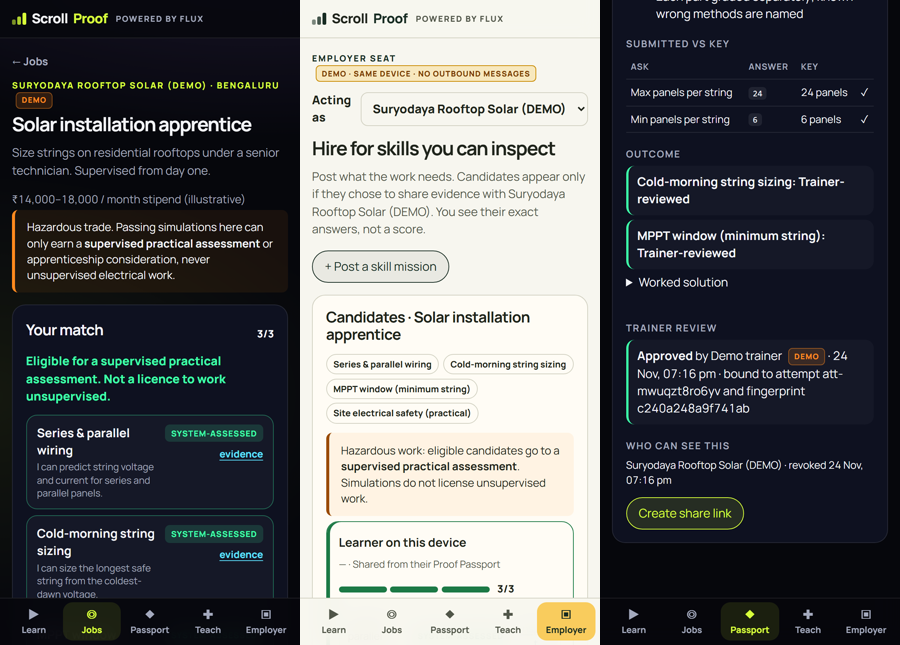 Scroll Proof POWERED BY FLUX
← Jobs
SURYODAYA ROOFTOP SOLAR (DEMO) · BENGALURU
DEMO
Solar installation apprentice
Size strings on residential rooftops under a senior
technician. Supervised from day one.
₹14,000–18,000 / month stipend (illustrative)
Hazardous trade. Passing simulations here can
only earn a supervised practical assessment or
apprenticeship consideration, never
unsupervised electrical work.
Your match 3/3
Eligible for a supervised practical
assessment. Not a licence to work
unsupervised.
Series & parallel
wiring
SYSTEM-ASSESSED
evidence
I can predict string voltage
and current for series and
parallel panels.
Cold-morning string
sizing
SYSTEM-ASSESSED
evidence
I can size the longest safe
string from the coldest-
dawn voltage.
Learn Jobs Passport Teach Employer
Scroll Proof POWERED BY FLUX
EMPLOYER SEAT
DEMO · SAME DEVICE · NO OUTBOUND MESSAGES
Acting
as
Suryodaya Rooftop Solar (DEMO)
Hire for skills you can inspect
Post what the work needs. Candidates appear only
if they chose to share evidence with Suryodaya
Rooftop Solar (DEMO). You see their exact
answers, not a score.
+ Post a skill mission
Candidates · Solar installation
apprentice
Series & parallel wiring Cold-morning string sizing
MPPT window (minimum string)
Site electrical safety (practical)
Hazardous work: eligible candidates go to a
supervised practical assessment.
Simulations do not license unsupervised
work.
Learner on this device
— · Shared from their Proof Passport
3/3
Learn Jobs Passport Teach Employer
wrong methods are named
SUBMITTED VS KEY
ASK ANSWER KEY
Max panels per string 24 24 panels ✓
Min panels per string 6 6 panels ✓
OUTCOME
Cold-morning string sizing: Trainer-
reviewed
MPPT window (minimum string):
Trainer-reviewed
▶ Worked solution
TRAINER REVIEW
Approved by Demo trainer DEMO · 24
Nov, 07:16 pm · bound to attempt att-
mwuqzt8ro6yv and fingerprint
c240a248a9f741ab
WHO CAN SEE THIS
Suryodaya Rooftop Solar (DEMO) · revoked 24 Nov,
07:16 pm
Create share link
Learn Jobs Passport Teach Employer